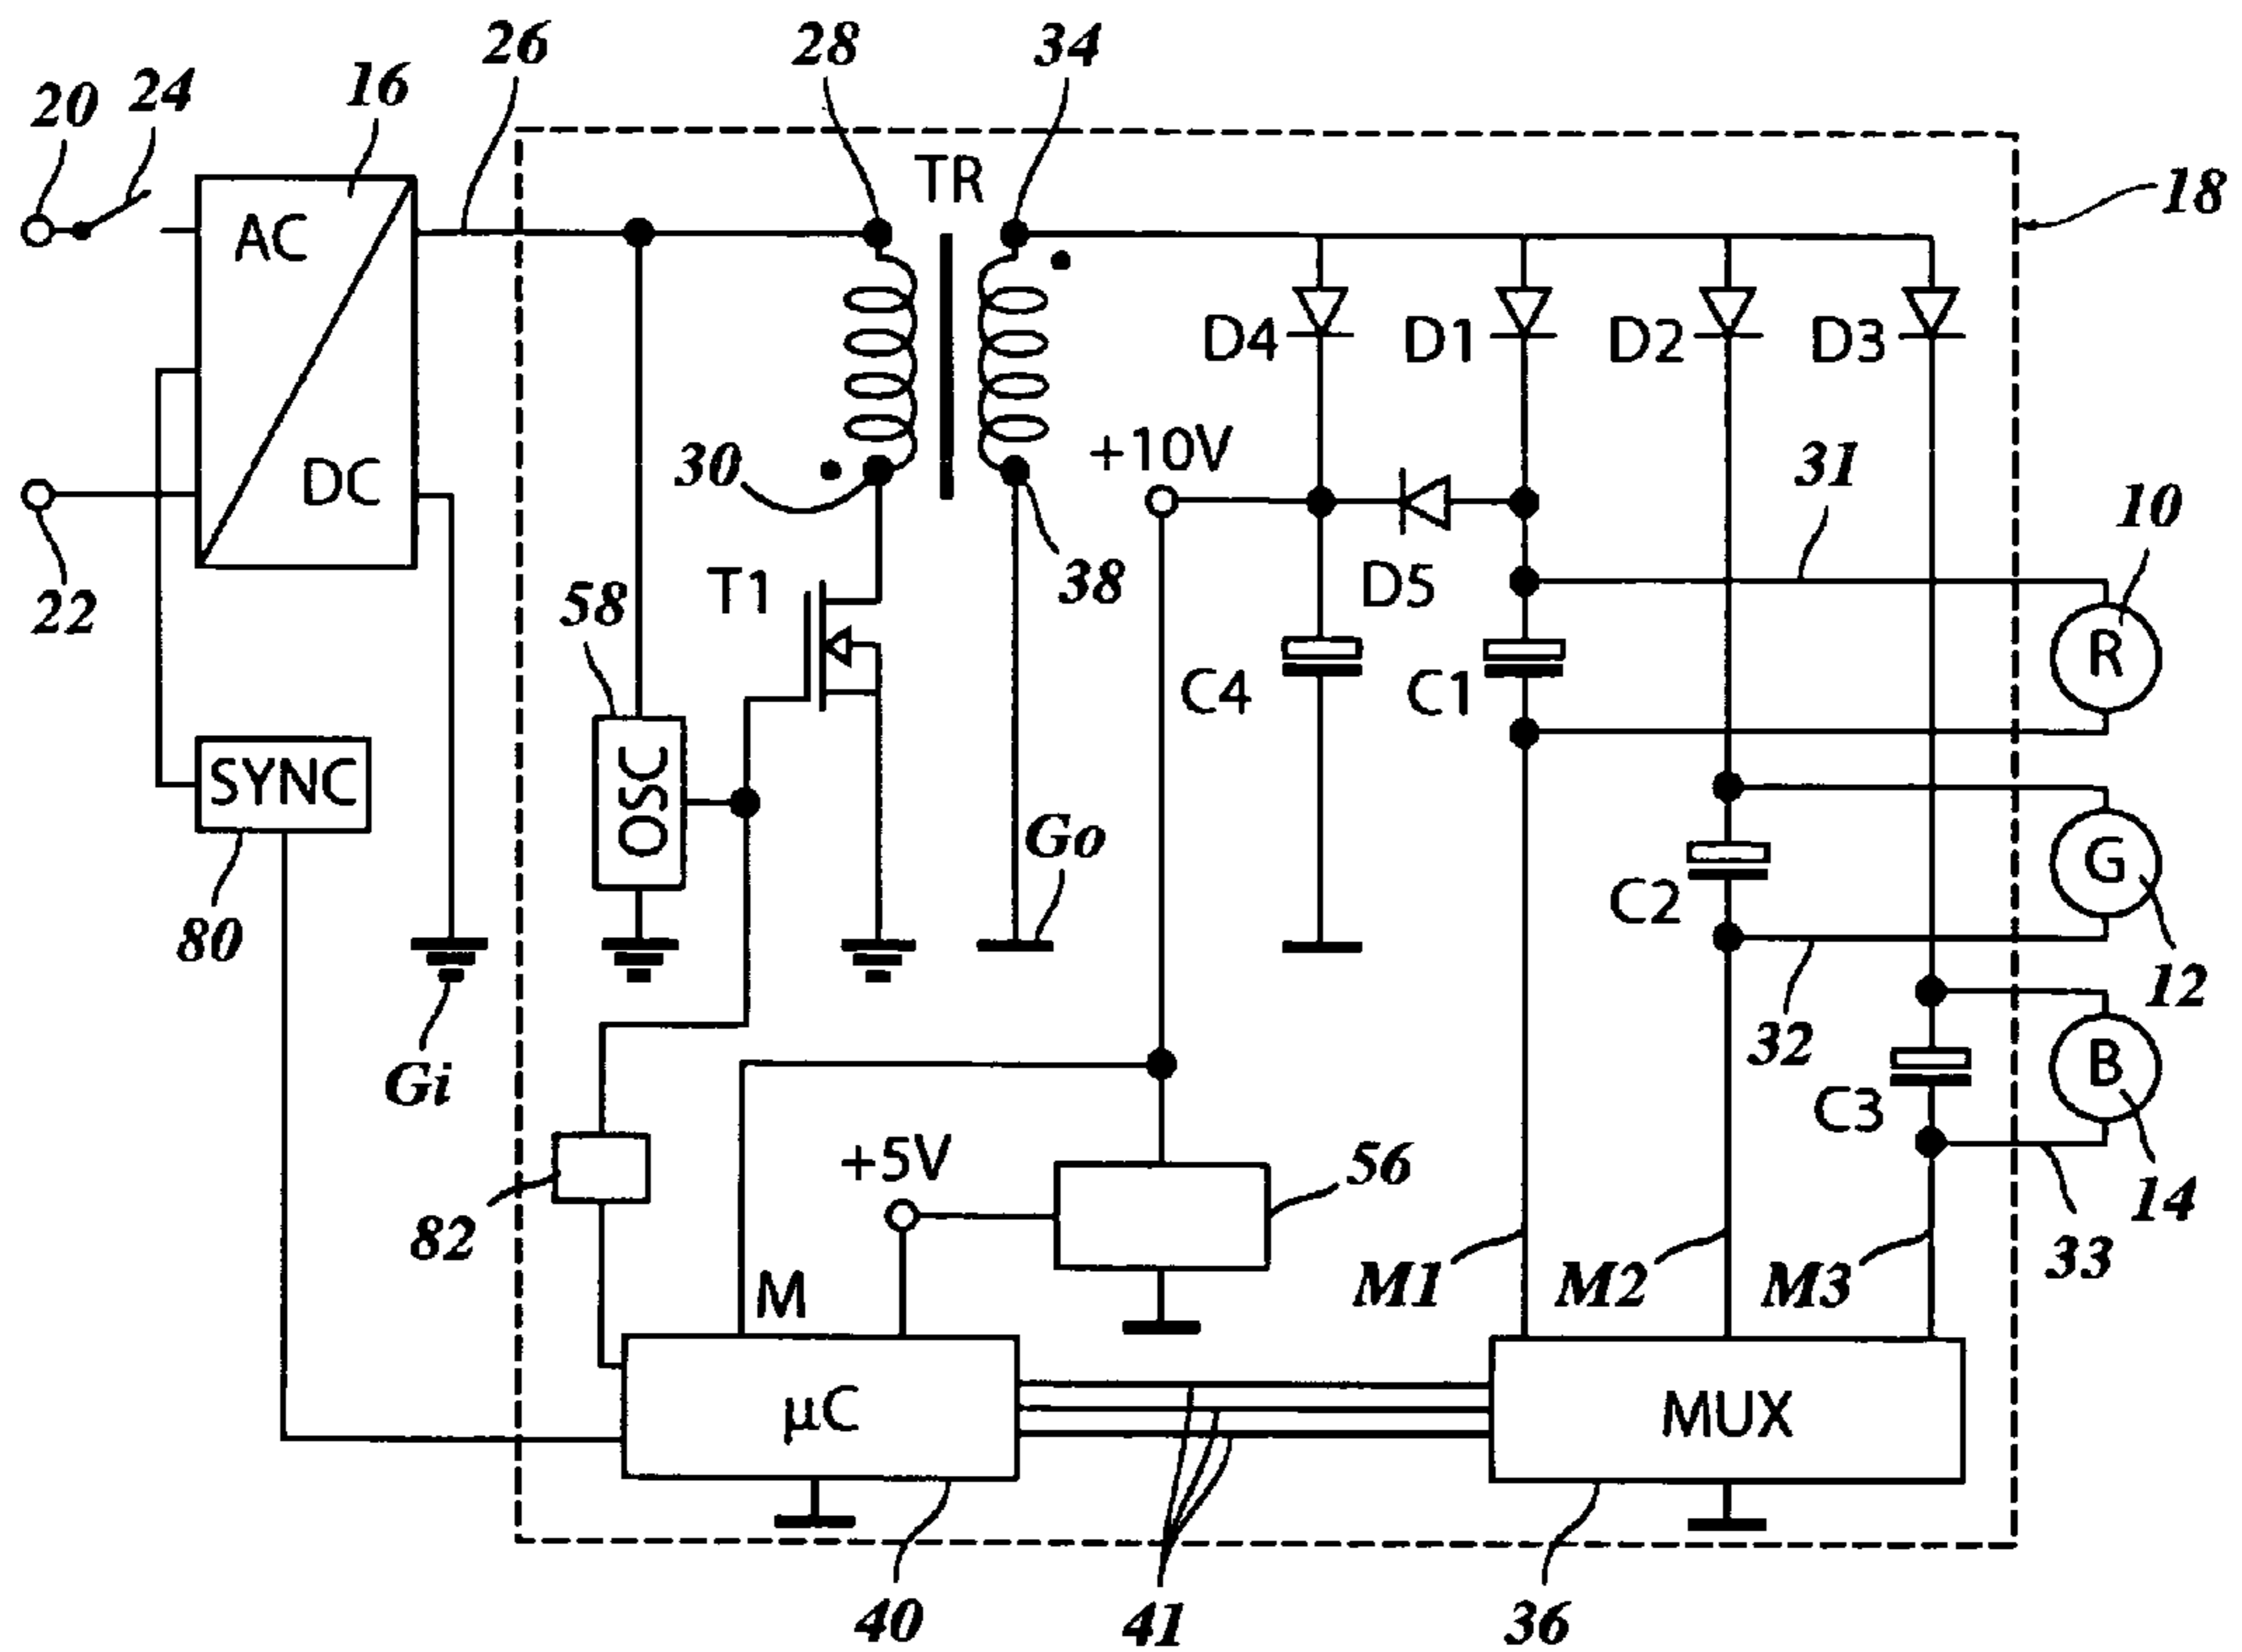 26
28
34
20
24
16
TR
18
AC
D4
D1
D2
D3
+10V
31
30
DC
10
22
58
T1
38
D5
R
C4
C1
OSC
SYNC
Go
G
C2
80
12
32
Gi
B
C3
+5V
56
14
82
33
M
M1
M2
M3
µC
MUX
40
41
36